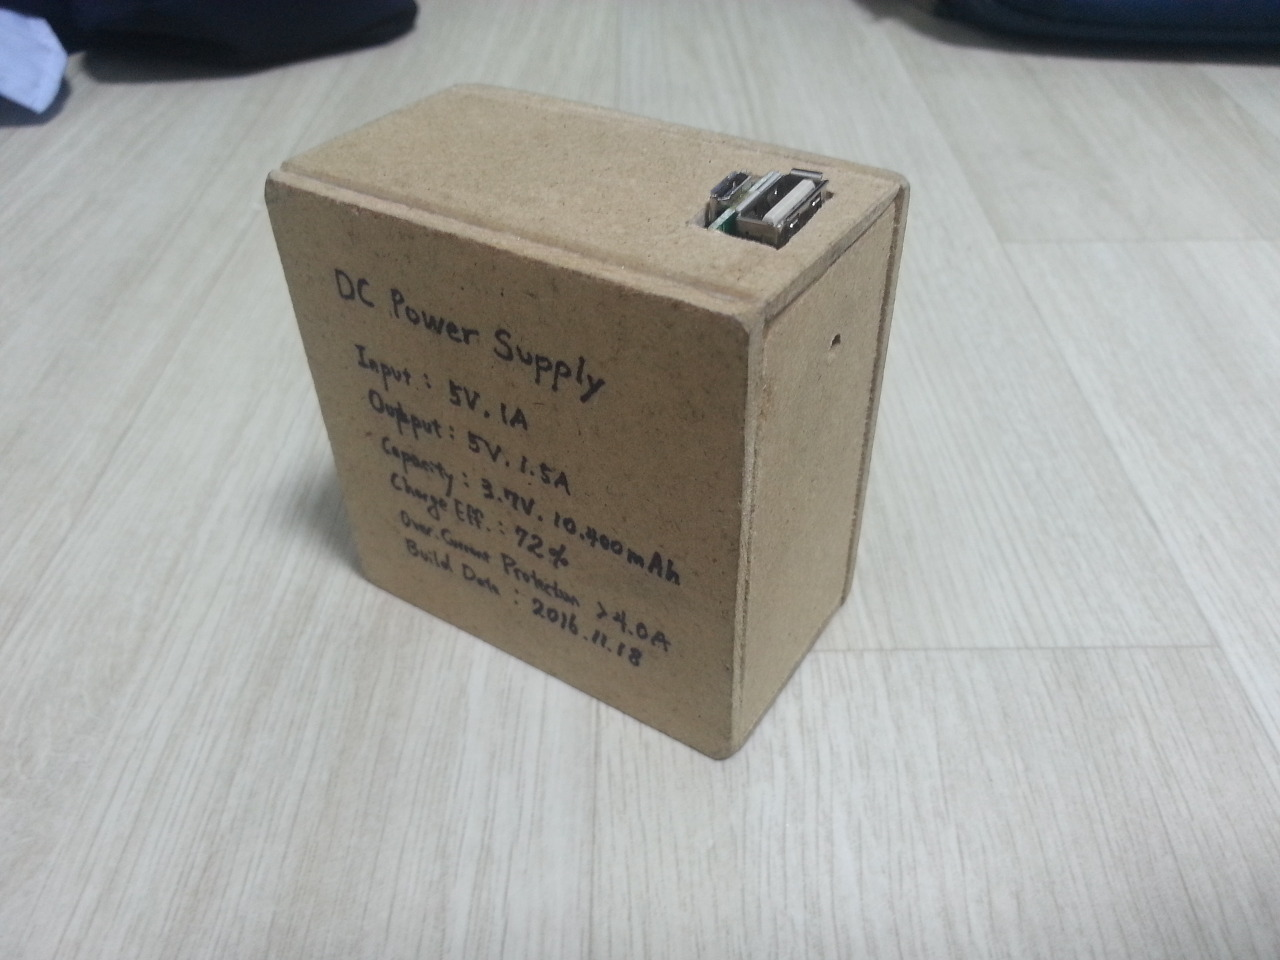 DC Power Supply
Input : 5V. 1A
Output : 5V. 1.5A
Capacity : 3.7V. 10,400mAh
Charge Eff. : 72%
Over.Current Protection > 4.0A
Build Date : 2016.11.18